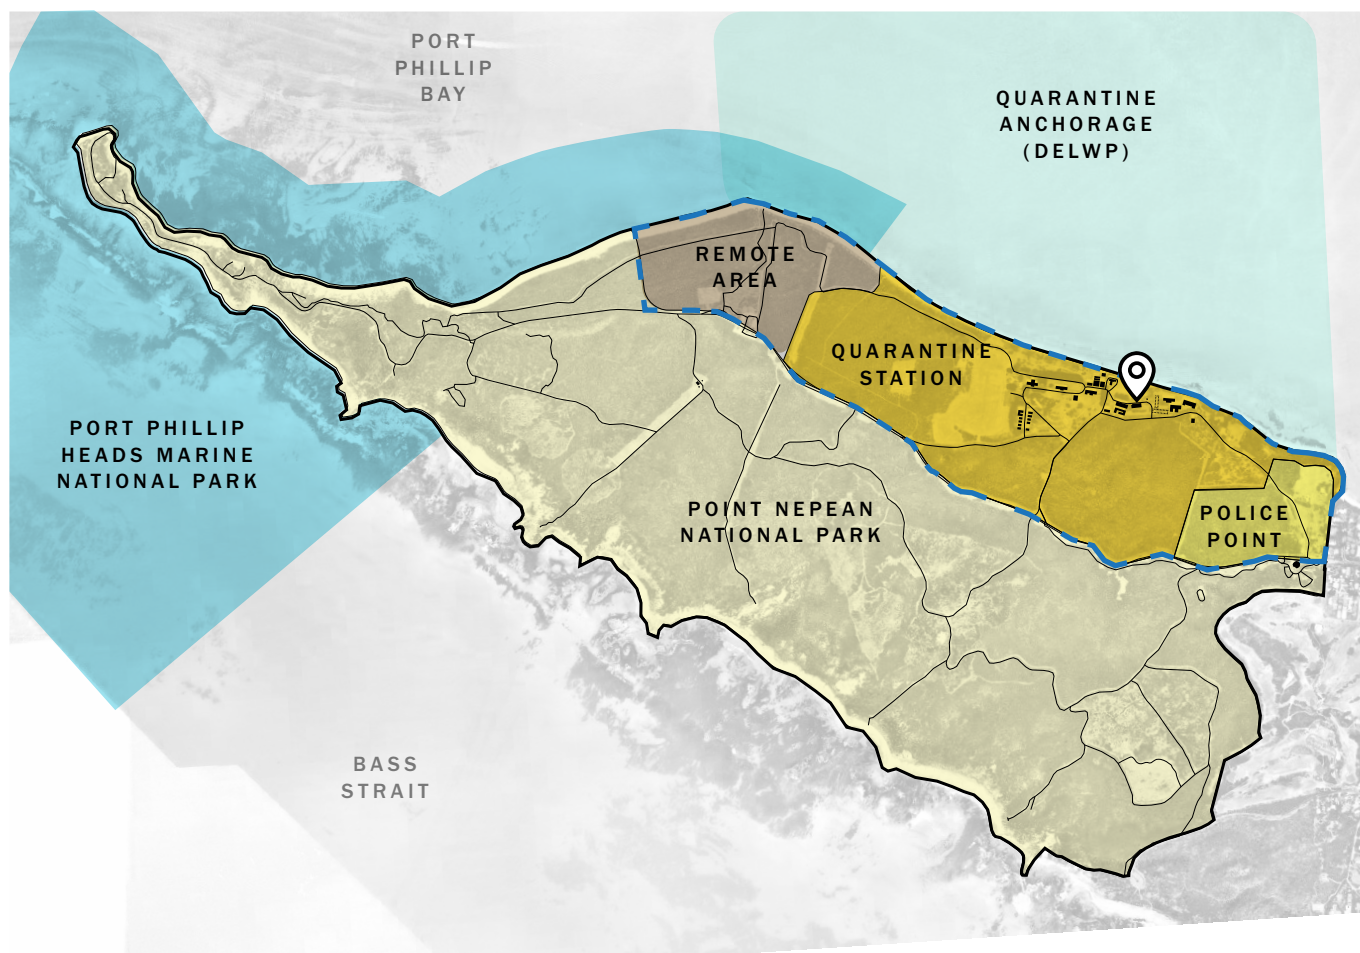 PORT
PHILLIP
BAY
QUARANTINE
ANCHORAGE
(DELWP)
REMOTE
AREA
QUARANTINE
STATION
PORT PHILLIP
HEADS MARINE
NATIONAL PARK
POINT NEPEAN
NATIONAL PARK
POLICE
POINT
BASS
STRAIT